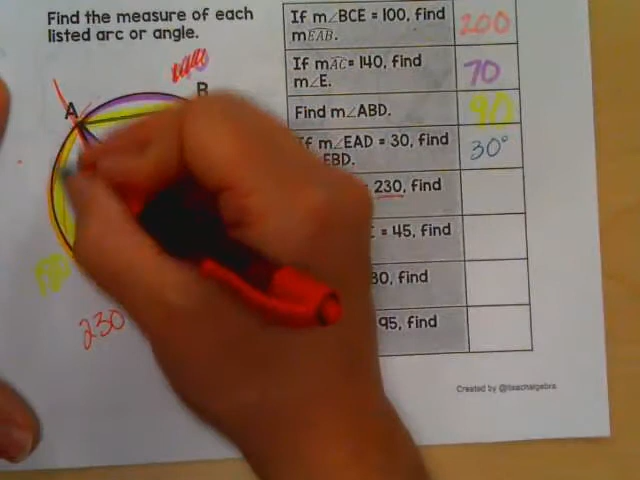 Find the measure of each
listed arc or angle.
If m∠BCE = 100, find
mEAB.
200
If mAC = 140, find
m∠E.
70
Find m∠ABD.
90
If m∠EAD = 30, find
EBD.
30°
= 230, find
= 45, find
30, find
95, find
A
B
230
Created by @teachalgebra